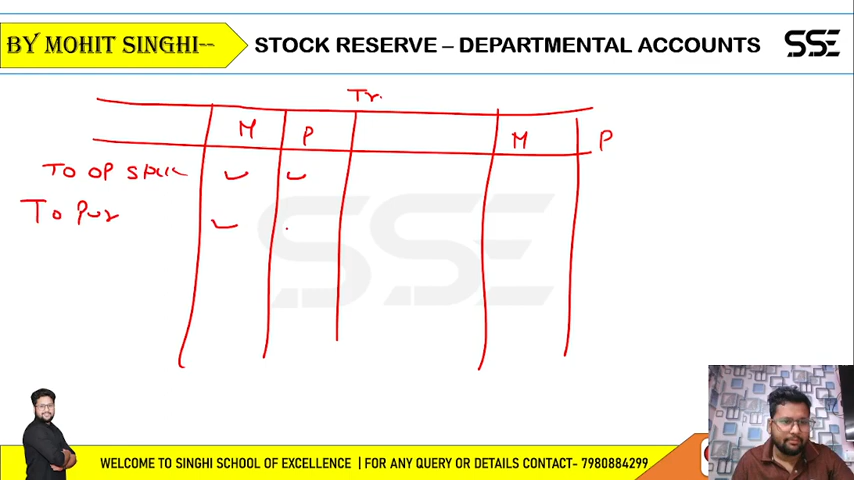 BY MOHIT SINGHI-- STOCK RESERVE – DEPARTMENTAL ACCOUNTS SSE
Tr.
M P M P
To OP Stock
To Pur
SSE
WELCOME TO SINGHI SCHOOL OF EXCELLENCE | FOR ANY QUERY OR DETAILS CONTACT- 7980884299